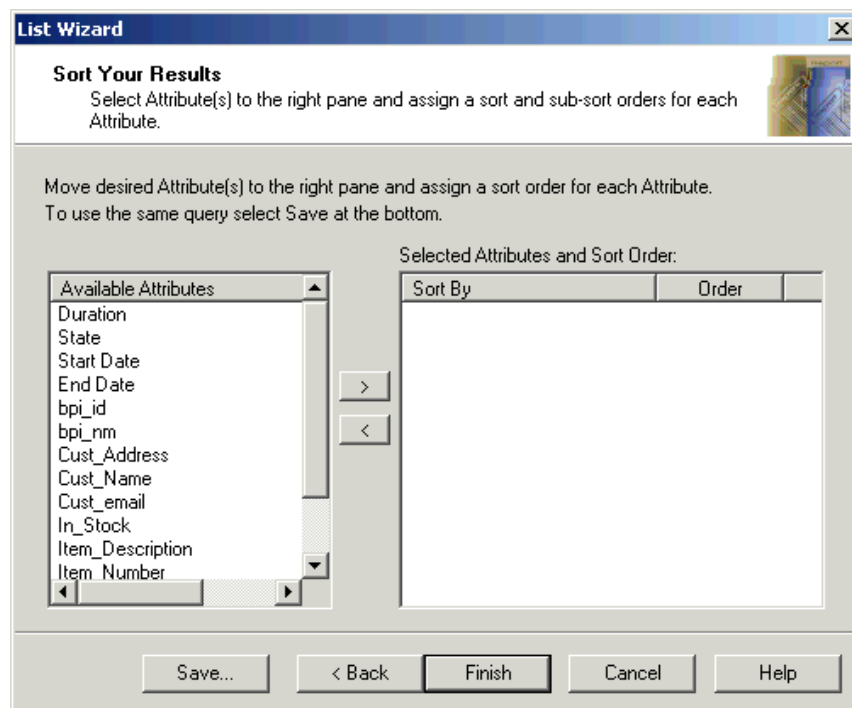 List Wizard
Sort Your Results
Select Attribute(s) to the right pane and assign a sort and sub-sort orders for each
Attribute.
Move desired Attribute(s) to the right pane and assign a sort order for each Attribute.
To use the same query select Save at the bottom.
Selected Attributes and Sort Order:
Available Attributes
Sort By Order
Duration
State
Start Date
End Date
bpi_id
bpi_nm
Cust_Address
Cust_Name
Cust_email
In_Stock
Item_Description
Item_Number
>
<
Save... < Back Finish Cancel Help